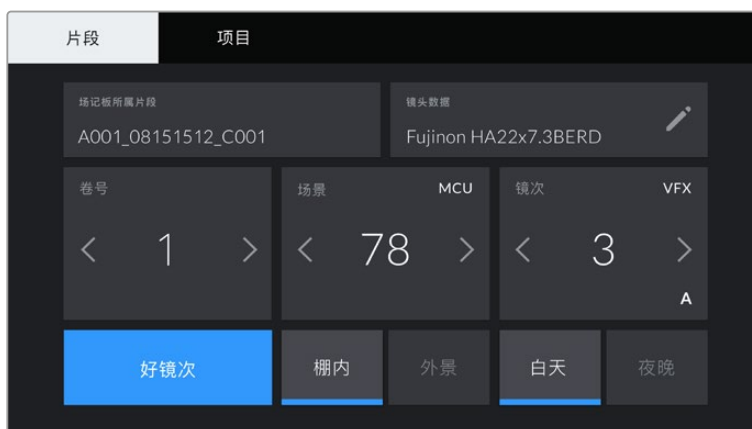 片段 项目
场记板所属片段 镜头数据
A001_08151512_C001 Fujinon HA22x7.3BERD
卷号 场景 MCU 镜次 VFX
< 1 > < 78 > < 3 >
A
好镜次 棚内 外景 白天 夜晚